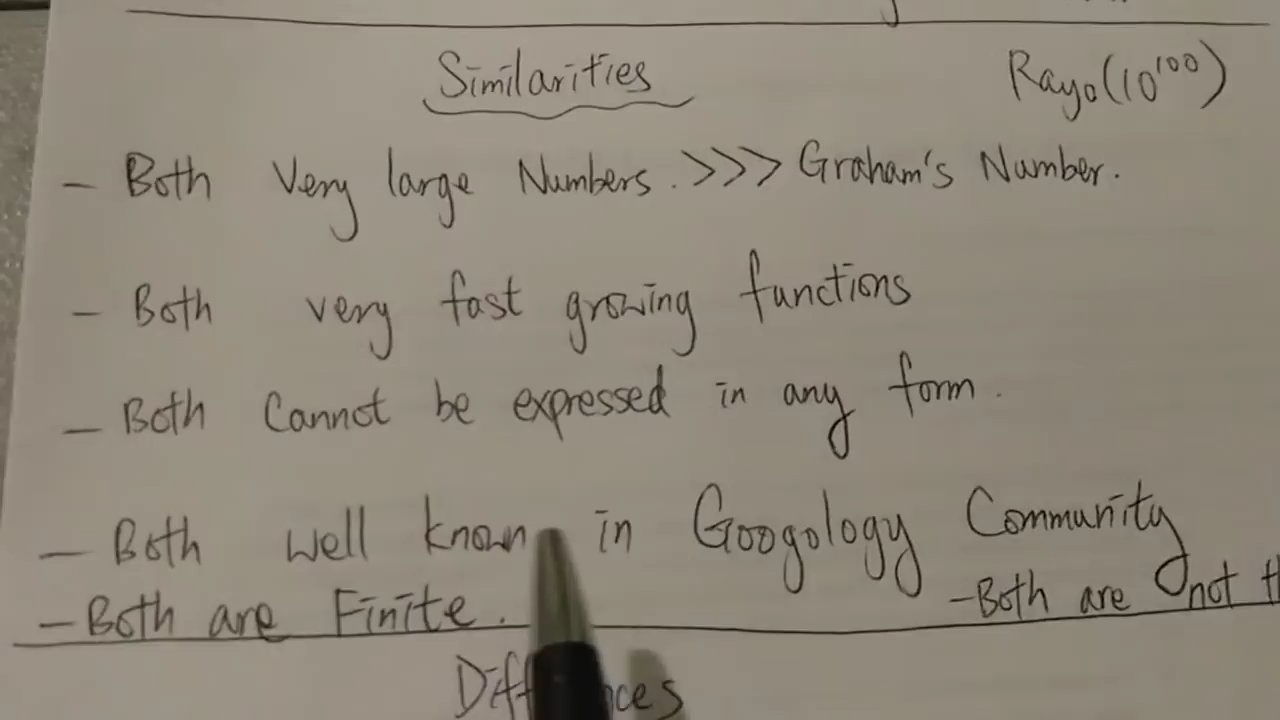 Similarities
Rayo(10^100)
- Both Very large Numbers. >>> Graham's Number.
- Both very fast growing functions
- Both Cannot be expressed in any form.
- Both well known in Googology Community
- Both are Finite.
- Both are not